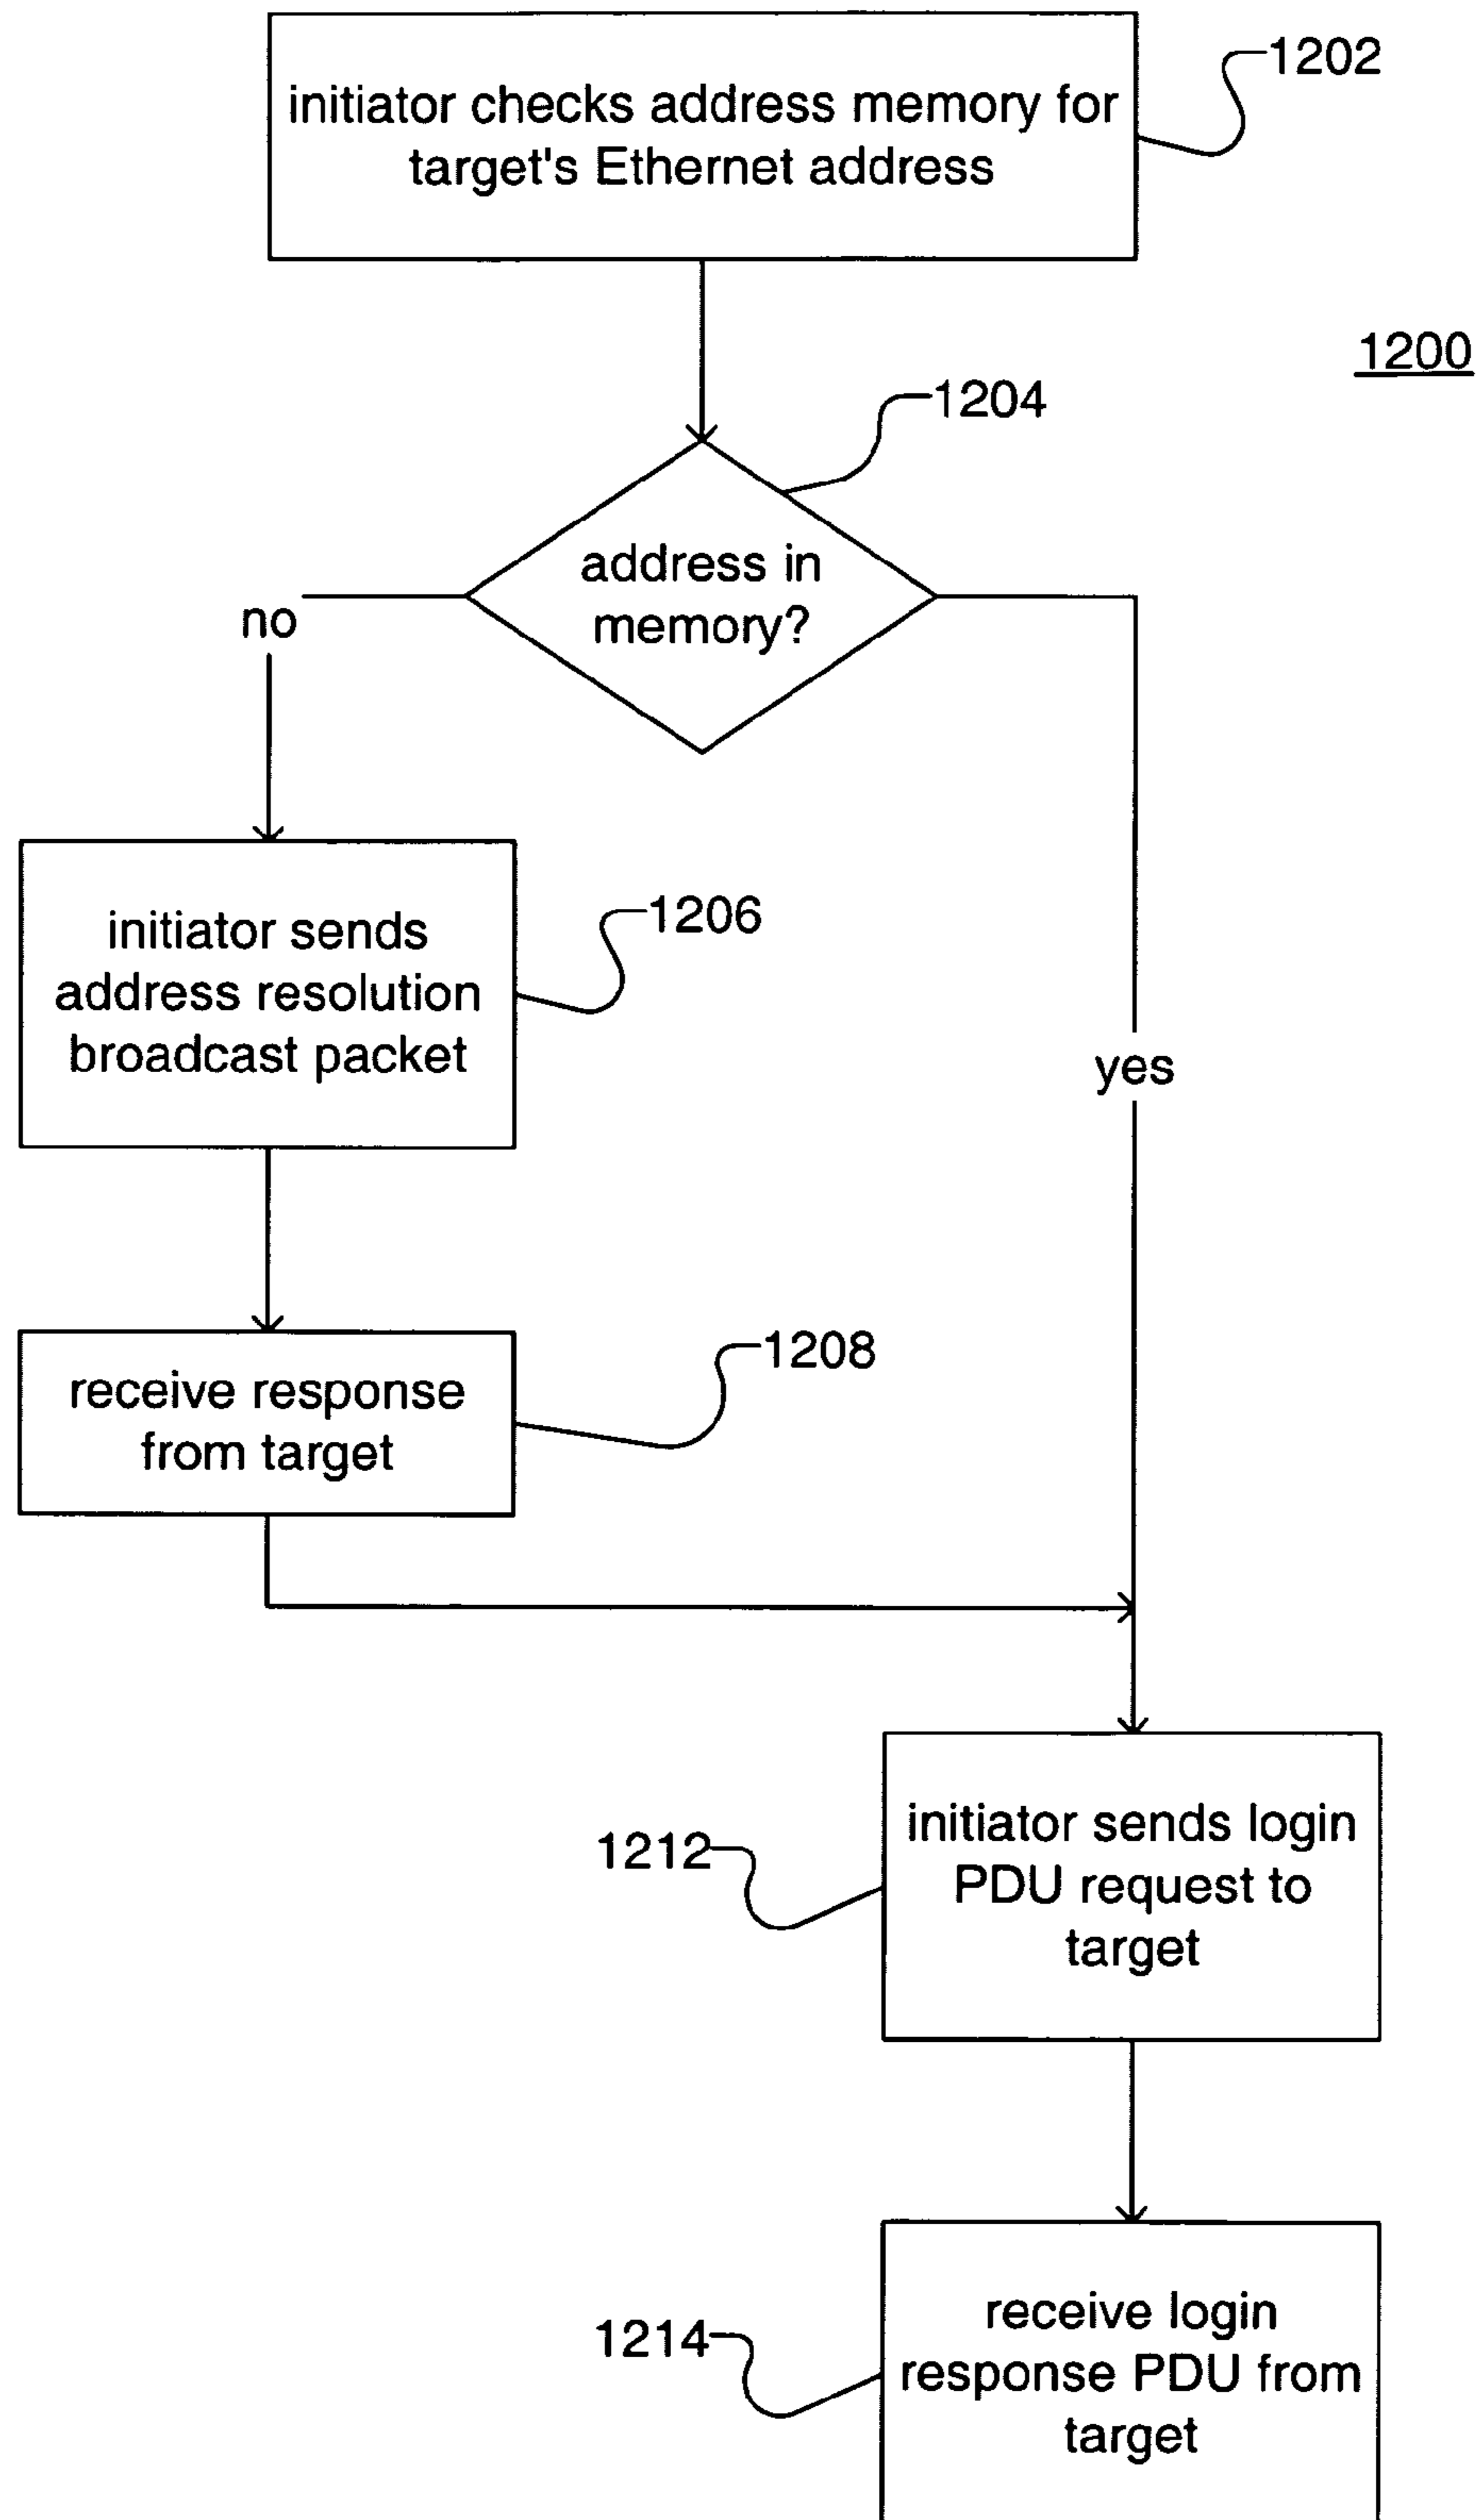 initiator checks address memory for
target's Ethernet address
1202
1200
1204
address in
memory?
no
initiator sends
address resolution
broadcast packet
1206
yes
receive response
from target
1208
initiator sends login
PDU request to
target
1212
receive login
response PDU from
target
1214